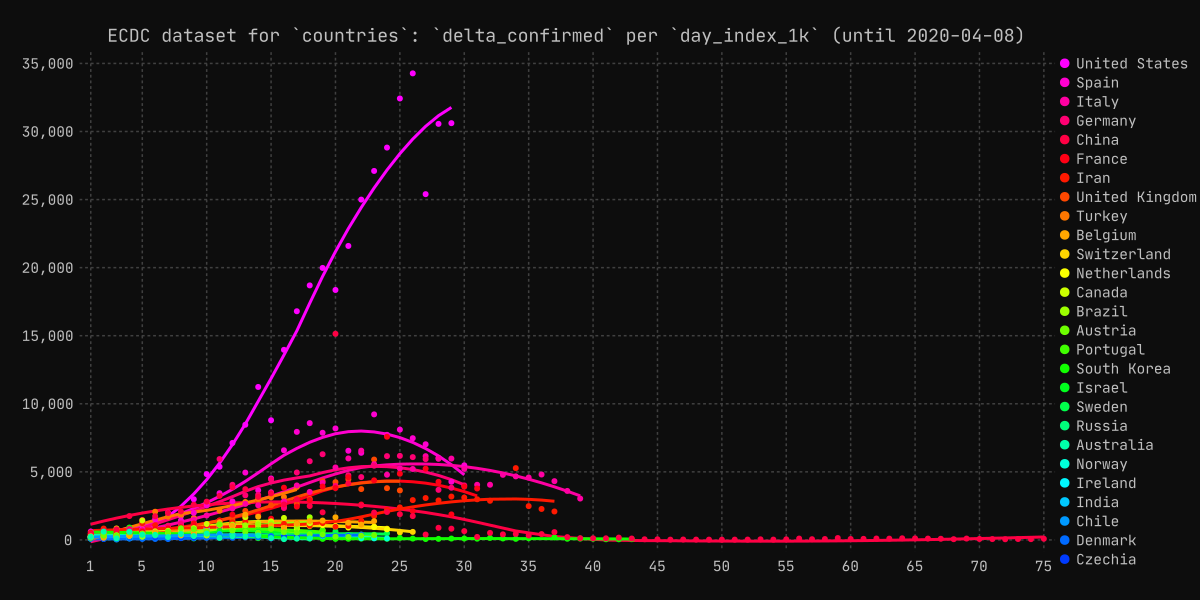 ECDC dataset for `countries`: `delta_confirmed` per `day_index_1k` (until 2020-04-08)
35,000
30,000
25,000
20,000
15,000
10,000
5,000
0
1 5 10 15 20 25 30 35 40 45 50 55 60 65 70 75
United States
Spain
Italy
Germany
China
France
Iran
United Kingdom
Turkey
Belgium
Switzerland
Netherlands
Canada
Brazil
Austria
Portugal
South Korea
Israel
Sweden
Russia
Australia
Norway
Ireland
India
Chile
Denmark
Czechia